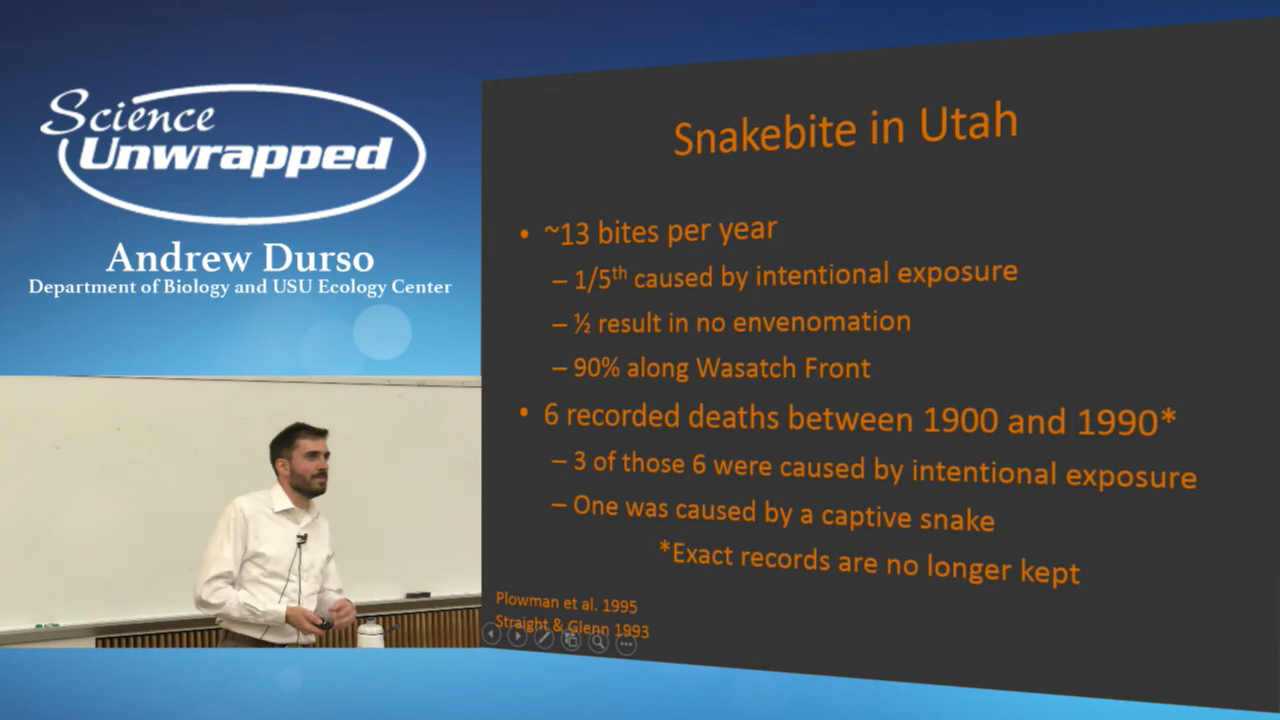 Science
Unwrapped
Andrew Durso
Department of Biology and USU Ecology Center
Snakebite in Utah
• ~13 bites per year
– 1/5th caused by intentional exposure
– ½ result in no envenomation
– 90% along Wasatch Front
• 6 recorded deaths between 1900 and 1990*
– 3 of those 6 were caused by intentional exposure
– One was caused by a captive snake
*Exact records are no longer kept
Plowman et al. 1995
Straight & Glenn 1993